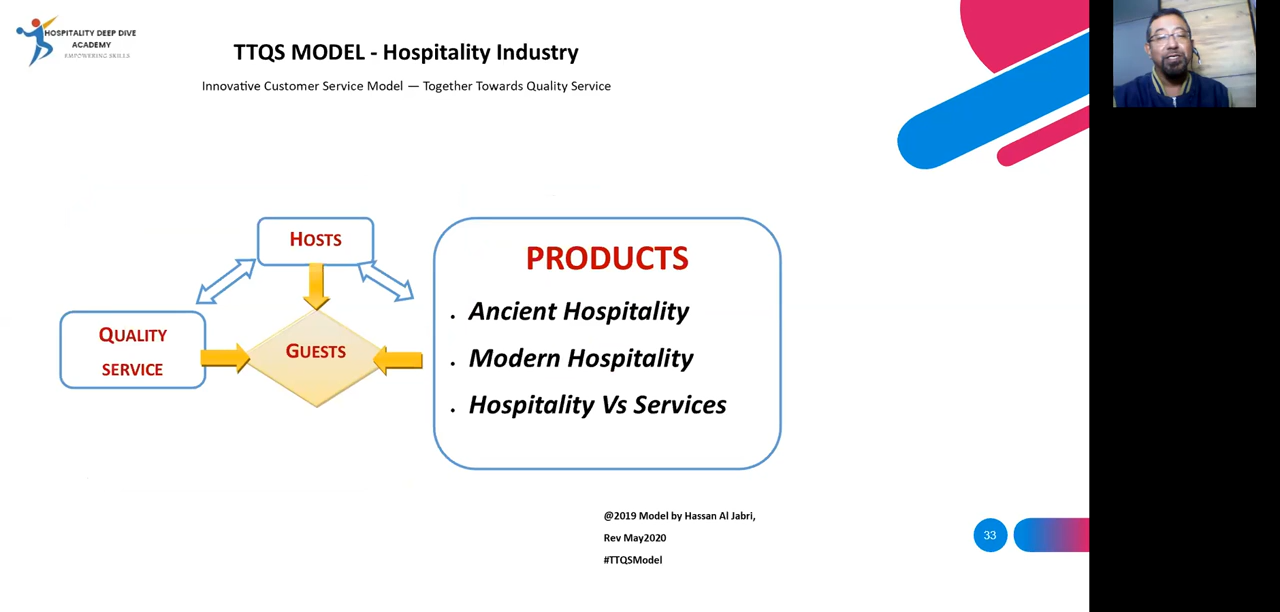 HOSPITALITY DEEP DIVE
ACADEMY
EMPOWERING SKILLS
TTQS MODEL - Hospitality Industry
Innovative Customer Service Model — Together Towards Quality Service
HOSTS
QUALITY
SERVICE
GUESTS
PRODUCTS
• Ancient Hospitality
• Modern Hospitality
• Hospitality Vs Services
@2019 Model by Hassan Al Jabri,
Rev May2020
#TTQSModel
33